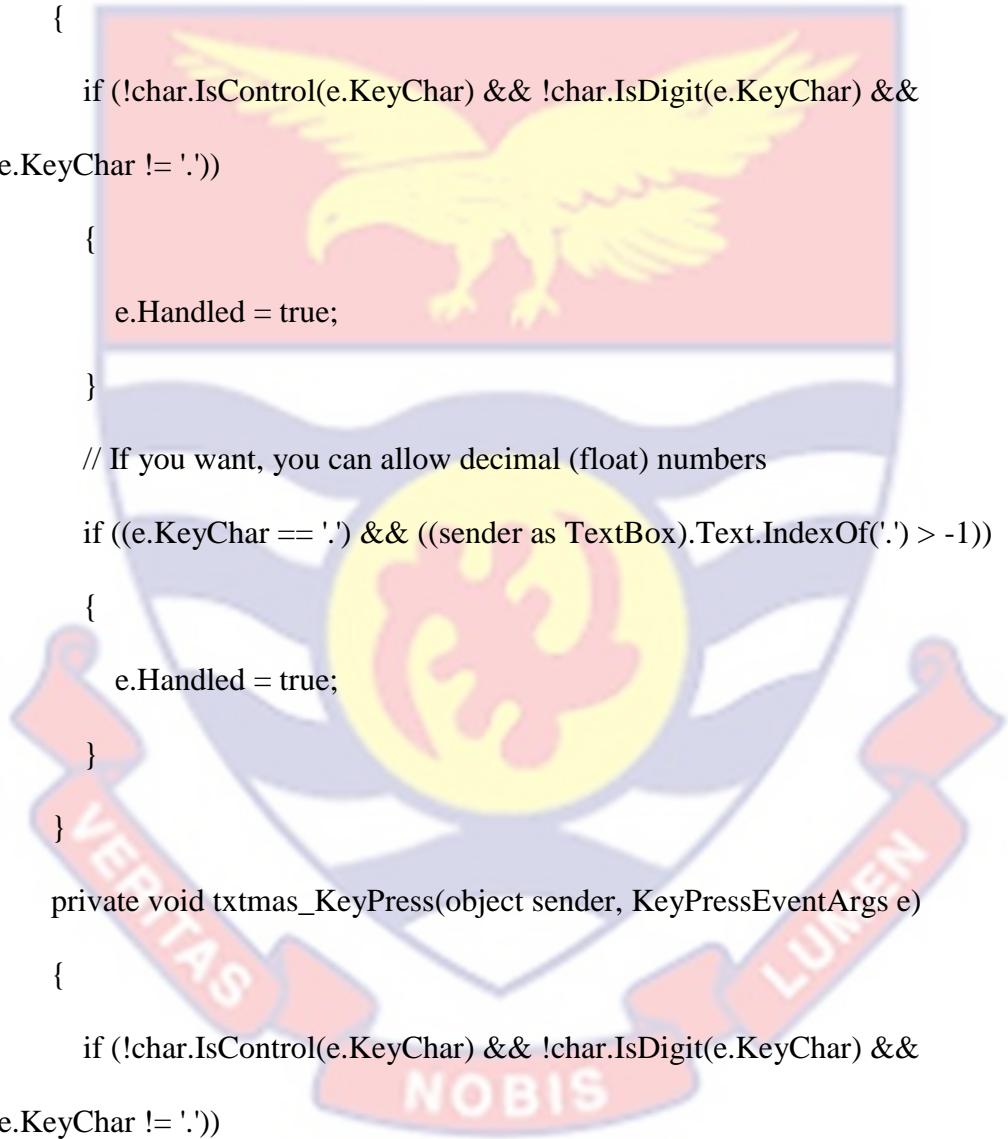 {
if (!char.IsControl(e.KeyChar) && !char.IsDigit(e.KeyChar) &&
e.KeyChar != '.'))
{
e.Handled = true;
}
// If you want, you can allow decimal (float) numbers
if ((e.KeyChar == '.') && ((sender as TextBox).Text.IndexOf('.') > -1))
{
e.Handled = true;
}
}
private void txtmas_KeyPress(object sender, KeyPressEventArgs e)
{
if (!char.IsControl(e.KeyChar) && !char.IsDigit(e.KeyChar) &&
e.KeyChar != '.'))
VERITAS
NOBIS
LUMEN